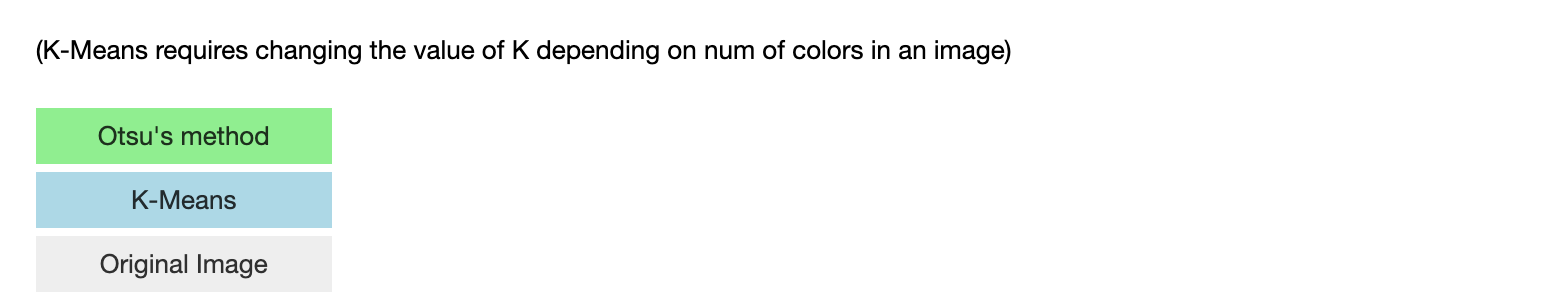 (K-Means requires changing the value of K depending on num of colors in an image)
Otsu's method
K-Means
Original Image